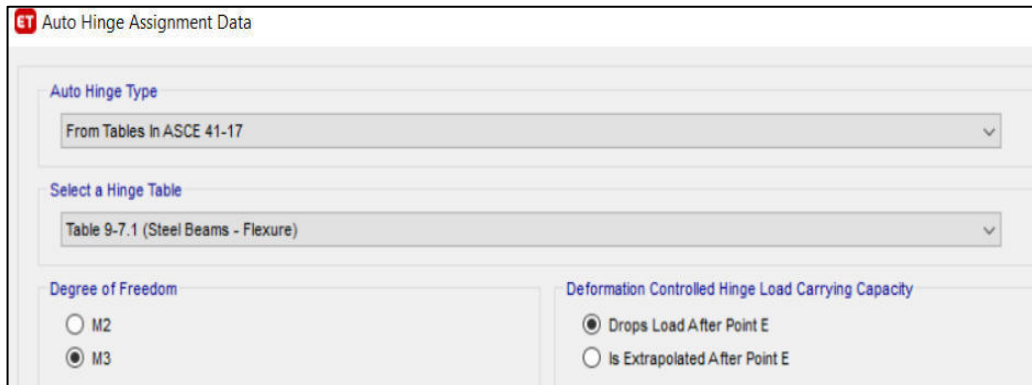 ET Auto Hinge Assignment Data
Auto Hinge Type
From Tables In ASCE 41-17
Select a Hinge Table
Table 9-7.1 (Steel Beams - Flexure)
Degree of Freedom
M2
M3
Deformation Controlled Hinge Load Carrying Capacity
Drops Load After Point E
Is Extrapolated After Point E